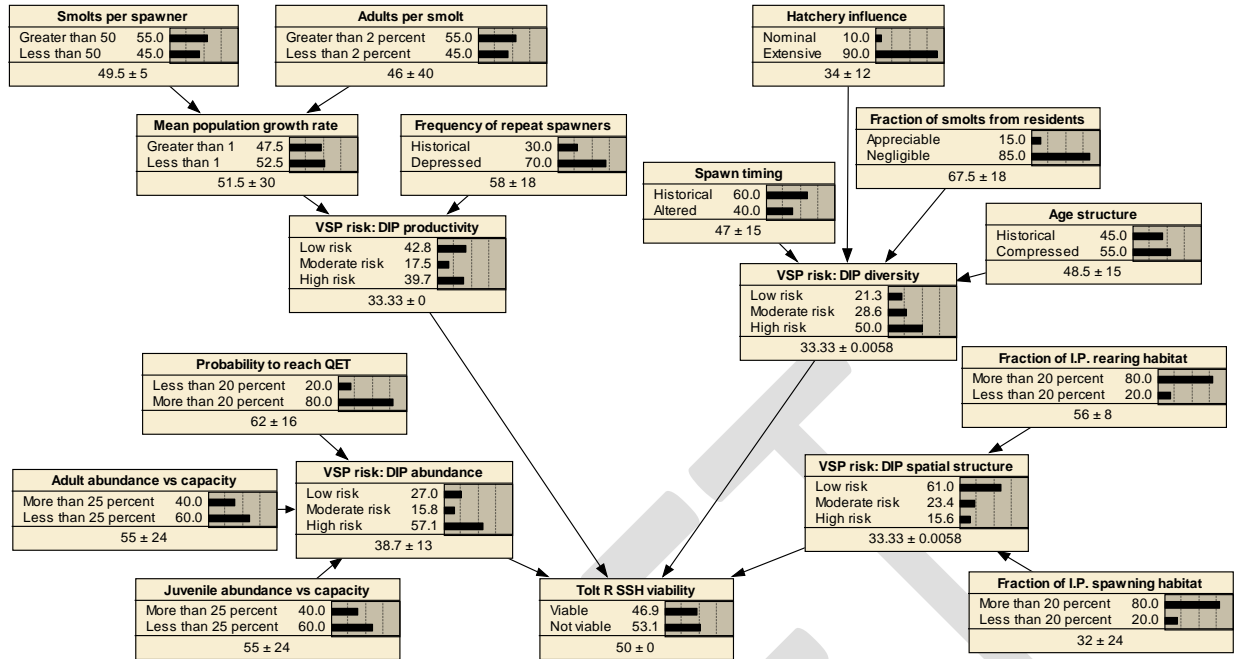 Smolts per spawner
Greater than 50 55.0
Less than 50 45.0
49.5 ± 5
Adults per smolt
Greater than 2 percent 55.0
Less than 2 percent 45.0
46 ± 40
Hatchery influence
Nominal 10.0
Extensive 90.0
34 ± 12
Mean population growth rate
Greater than 1 47.5
Less than 1 52.5
51.5 ± 30
Frequency of repeat spawners
Historical 30.0
Depressed 70.0
58 ± 18
Fraction of smolts from residents
Appreciable 15.0
Negligible 85.0
67.5 ± 18
Spawn timing
Historical 60.0
Altered 40.0
47 ± 15
Age structure
Historical 45.0
Compressed 55.0
48.5 ± 15
VSP risk: DIP productivity
Low risk 42.8
Moderate risk 17.5
High risk 39.7
33.33 ± 0
VSP risk: DIP diversity
Low risk 21.3
Moderate risk 28.6
High risk 50.0
33.33 ± 0.0058
Probability to reach QET
Less than 20 percent 20.0
More than 20 percent 80.0
62 ± 16
Fraction of I.P. rearing habitat
More than 20 percent 80.0
Less than 20 percent 20.0
56 ± 8
Adult abundance vs capacity
More than 25 percent 40.0
Less than 25 percent 60.0
55 ± 24
VSP risk: DIP abundance
Low risk 27.0
Moderate risk 15.8
High risk 57.1
38.7 ± 13
VSP risk: DIP spatial structure
Low risk 61.0
Moderate risk 23.4
High risk 15.6
33.33 ± 0.0058
Juvenile abundance vs capacity
More than 25 percent 40.0
Less than 25 percent 60.0
55 ± 24
Tolt R SSH viability
Viable 46.9
Not viable 53.1
50 ± 0
Fraction of I.P. spawning habitat
More than 20 percent 80.0
Less than 20 percent 20.0
32 ± 24